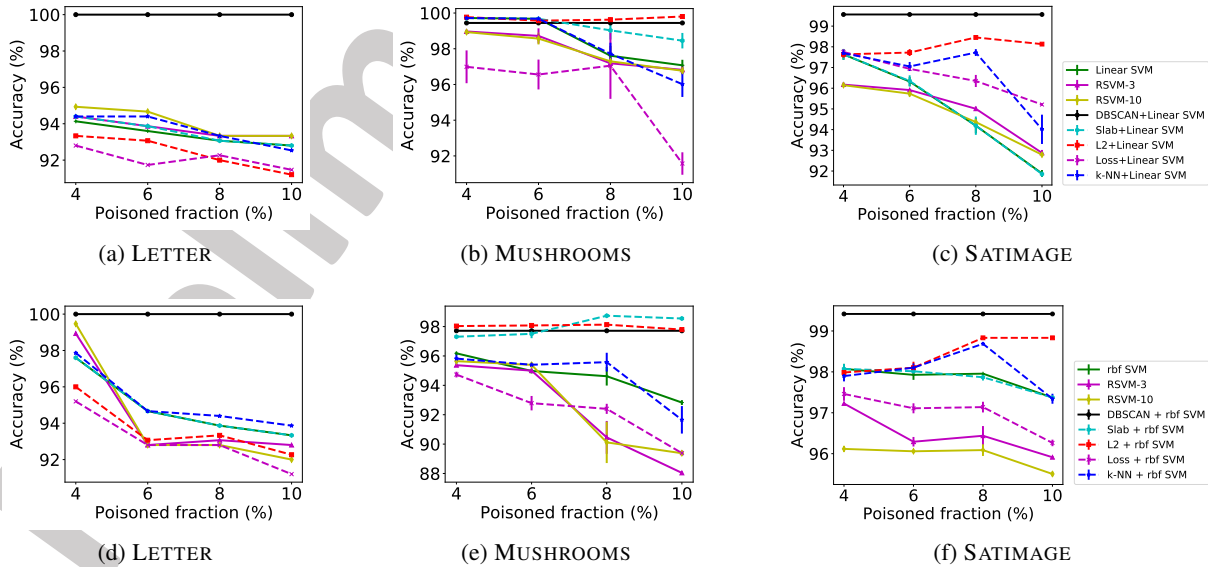 100
98
96
94
92
Accuracy (%)
4 6 8 10
Poisoned fraction (%)
(a) LETTER
100
98
96
94
92
Accuracy (%)
4 6 8 10
Poisoned fraction (%)
(b) MUSHROOMS
99
98
97
96
95
94
93
92
Accuracy (%)
4 6 8 10
Poisoned fraction (%)
(c) SATIMAGE
Linear SVM
RSVM-3
RSVM-10
DBSCAN+Linear SVM
Slab+Linear SVM
L2+Linear SVM
Loss+Linear SVM
k-NN+Linear SVM
100
98
96
94
92
Accuracy (%)
4 6 8 10
Poisoned fraction (%)
(d) LETTER
98
96
94
92
90
88
Accuracy (%)
4 6 8 10
Poisoned fraction (%)
(e) MUSHROOMS
99
98
97
96
Accuracy (%)
4 6 8 10
Poisoned fraction (%)
(f) SATIMAGE
rbf SVM
RSVM-3
RSVM-10
DBSCAN + rbf SVM
Slab + rbf SVM
L2 + rbf SVM
Loss + rbf SVM
k-NN + rbf SVM